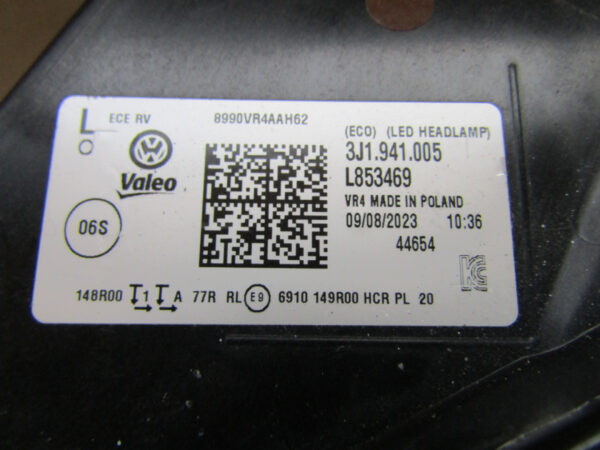 L
ECE RV
8990VR4AAH62
O
(ECO) (LED HEADLAMP)
Valeo
3J1.941.005
L853469
VR4 MADE IN POLAND
06S
09/08/2023 10:36
44654
148R00 1 A 77R RL E9 6910 149R00 HCR PL 20